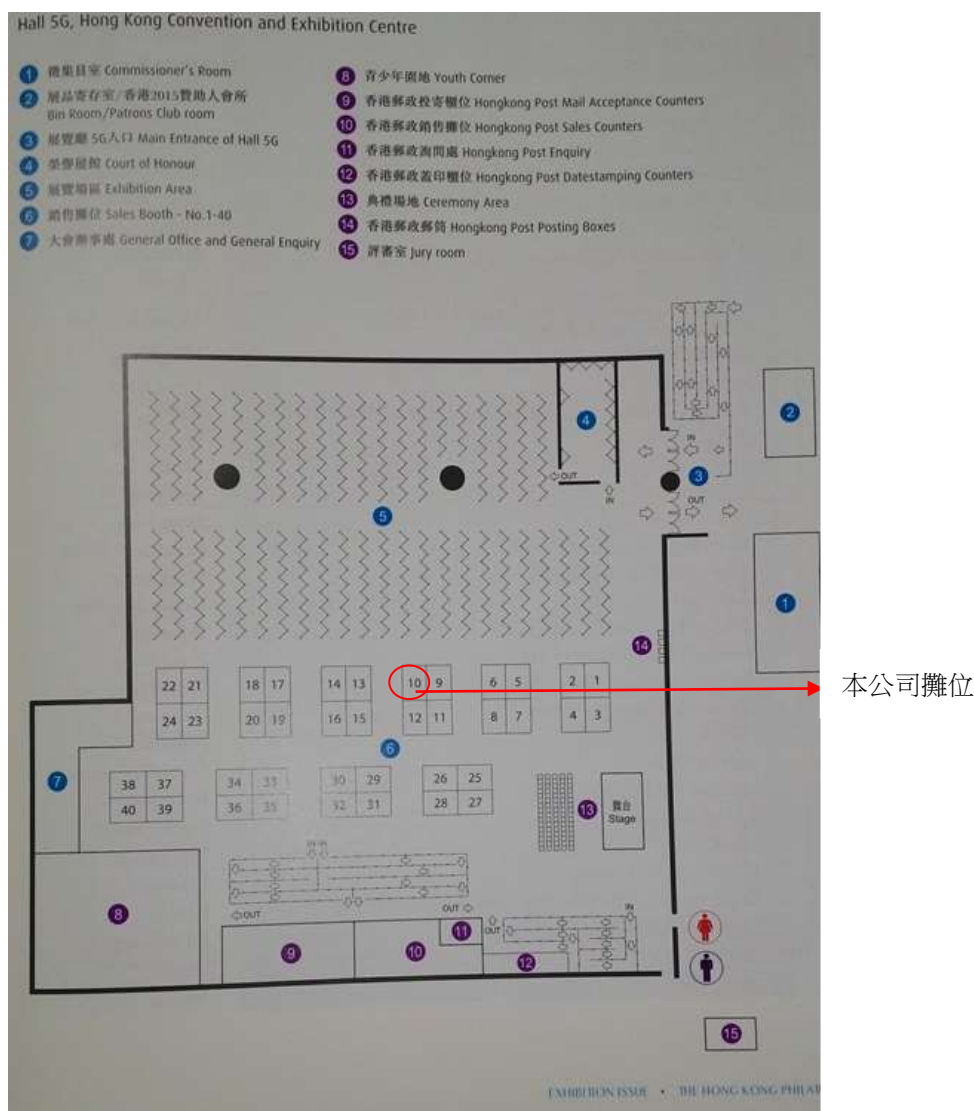 Hall 5G, Hong Kong Convention and Exhibition Centre
1 徵集員室 Commissioner's Room
2 展品寄存室/香港2015贊助人會所
Bin Room/Patrons Club room
3 展覽廳 5G入口 Main Entrance of Hall 5G
4 榮譽展館 Court of Honour
5 展覽場區 Exhibition Area
6 銷售攤位 Sales Booth - No.1-40
7 大會辦事處 General Office and General Enquiry
8 青少年園地 Youth Corner
9 香港郵政投寄櫃位 Hongkong Post Mail Acceptance Counters
10 香港郵政銷售攤位 Hongkong Post Sales Counters
11 香港郵政詢問處 Hongkong Post Enquiry
12 香港郵政蓋印櫃位 Hongkong Post Datestamping Counters
13 典禮場地 Ceremony Area
14 香港郵政郵筒 Hongkong Post Posting Boxes
15 評審室 Jury room
4
2
IN
3
OUT
OUT
IN
5
1
14
22 21 18 17 14 13 10 9 6 5 2 1
本公司攤位
24 23 20 19 16 15 12 11 8 7 4 3
6
7
38 37 34 33 30 29 26 25
40 39 36 35 32 31 28 27
13
舞台
Stage
IN IN
8
OUT
OUT
OUT
IN
9
10
11
12
15
EXHIBITION ISSUE • THE HONG KONG